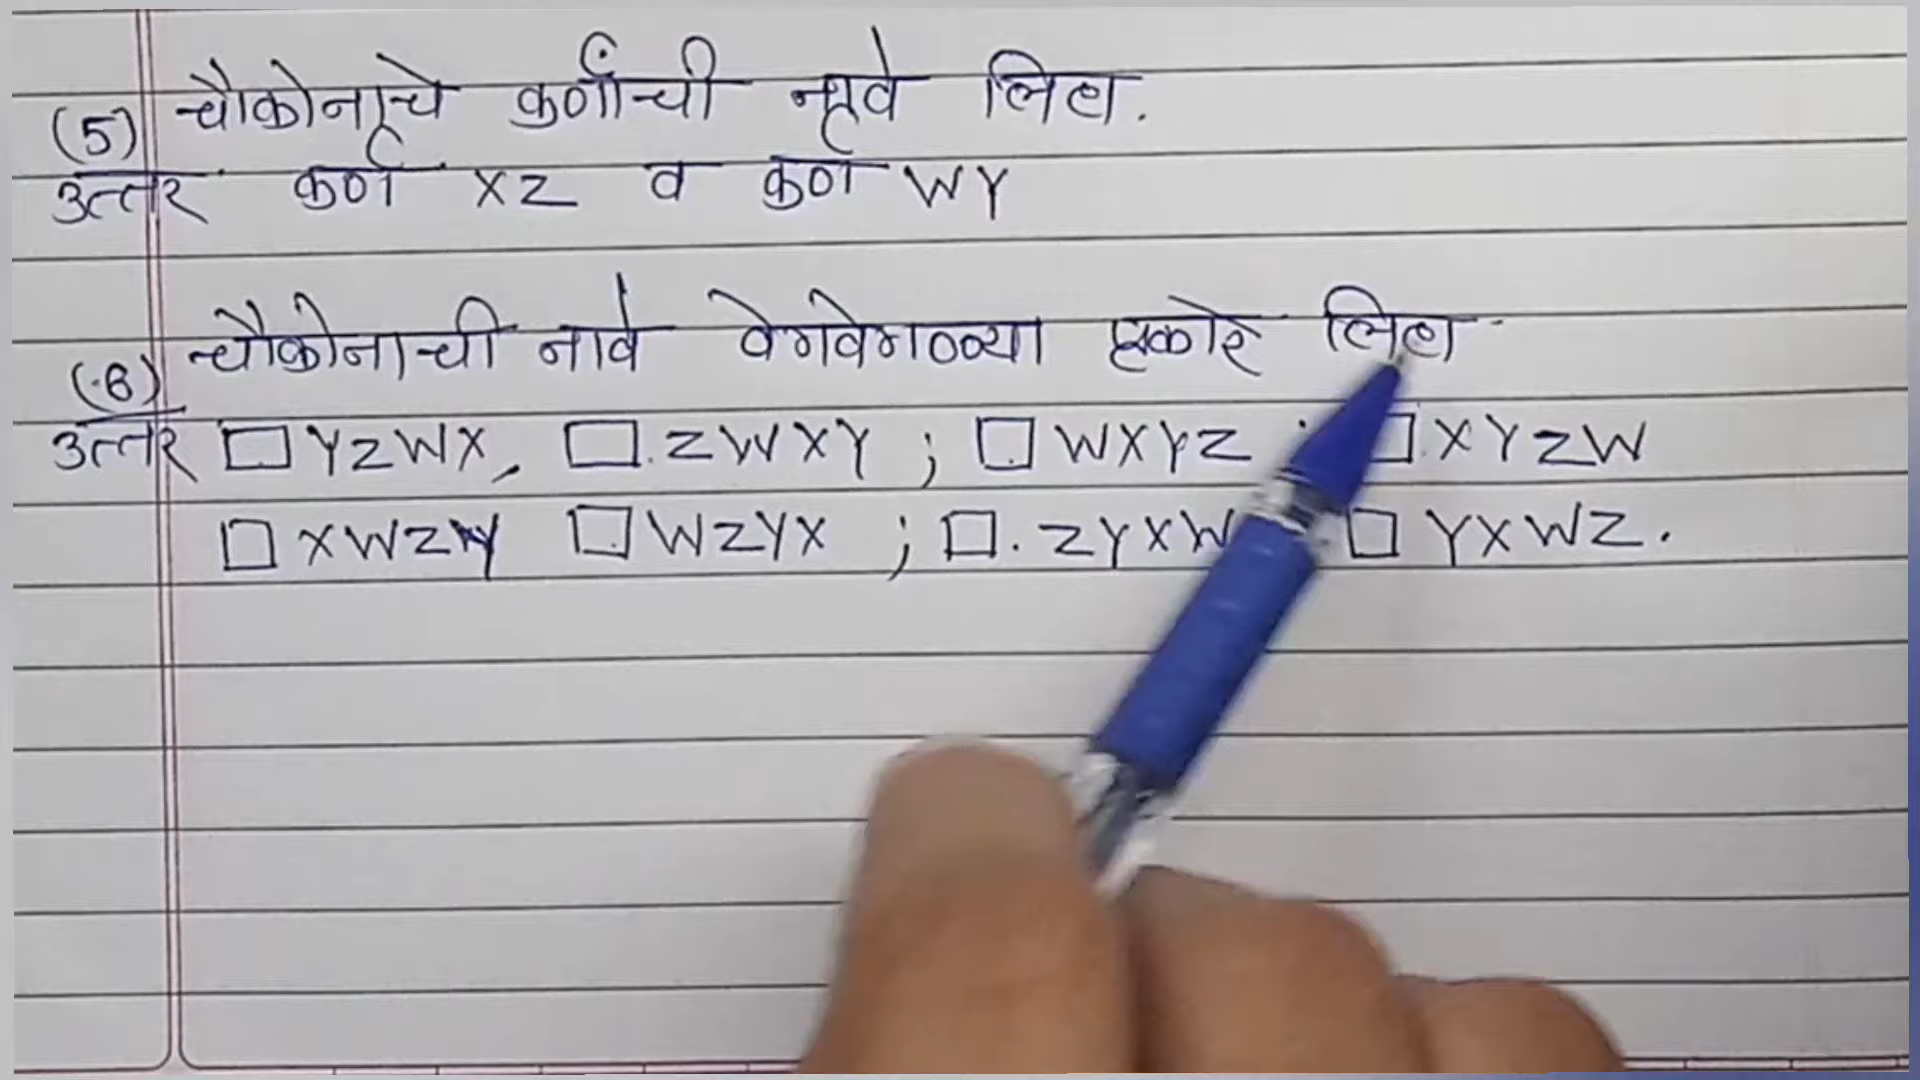 (5) चौकोनाचे कर्णांची नावे लिहा.
उत्तर कर्ण XZ व कर्ण WY
(6) चौकोनाची नावे वेगवेगळ्या प्रकारे लिहा.
उत्तर □YZWX, □ZWXY ; □WXYZ ; □XYZW
□XWZY □WZYX ; □ZYXW □YXWZ.